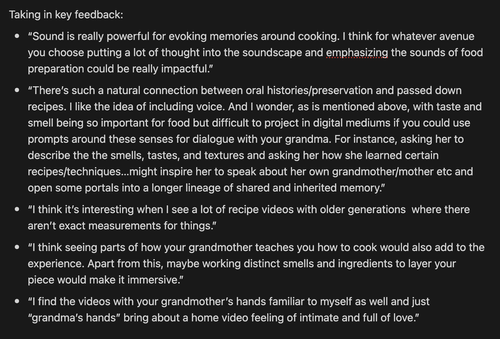 Taking in key feedback:
• “Sound is really powerful for evoking memories around cooking. I think for whatever avenue
you choose putting a lot of thought into the soundscape and emphasizing the sounds of food
preparation could be really impactful.”
• “There’s such a natural connection between oral histories/preservation and passed down
recipes. I like the idea of including voice. And I wonder, as is mentioned above, with taste and
smell being so important for food but difficult to project in digital mediums if you could use
prompts around these senses for dialogue with your grandma. For instance, asking her to
describe the the smells, tastes, and textures and asking her how she learned certain
recipes/techniques...might inspire her to speak about her own grandmother/mother etc and
open some portals into a longer lineage of shared and inherited memory.”
• “I think it’s interesting when I see a lot of recipe videos with older generations  where there
aren’t exact measurements for things.”
• “I think seeing parts of how your grandmother teaches you how to cook would also add to the
experience. Apart from this, maybe working distinct smells and ingredients to layer your
piece would make it immersive.”
• “I find the videos with your grandmother’s hands familiar to myself as well and just
“grandma’s hands” bring about a home video feeling of intimate and full of love.”